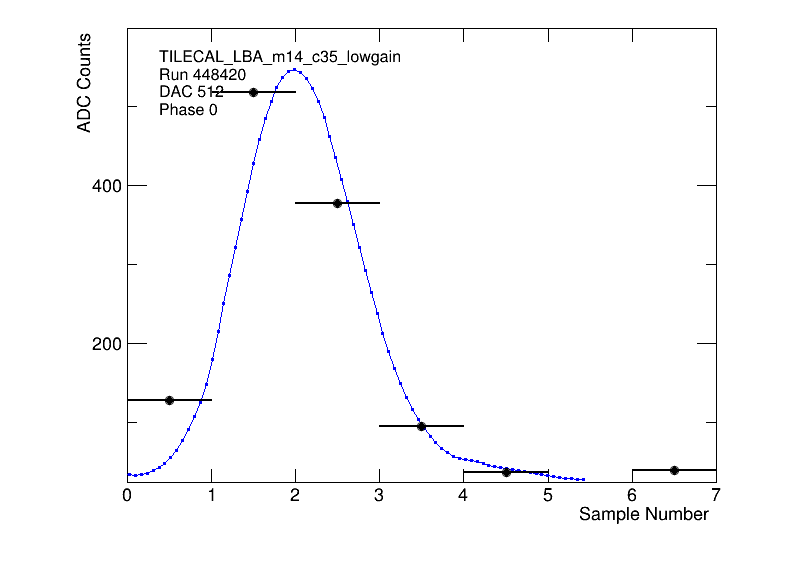 TILECAL_LBA_m14_c35_lowgain
Run 448420
DAC 512
Phase 0
ADC Counts
400
200
0 1 2 3 4 5 6 7
Sample Number